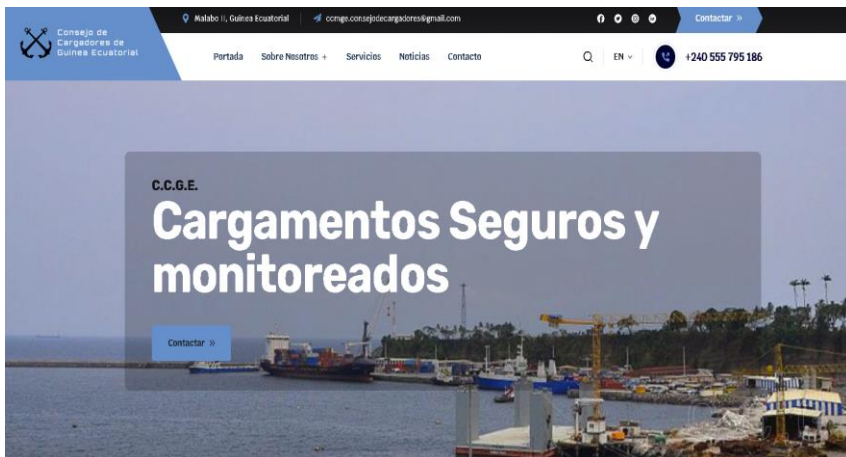 Consejo de
Cargadores de
Guinea Ecuatorial
Malabo II, Guinea Ecuatorial
ccmge.consejodecargadores@gmail.com
Contactar »
Portada Sobre Nosotros + Servicios Noticias Contacto
EN
+240 555 795 186
C.C.G.E.
Cargamentos Seguros y
monitoreados
Contactar »